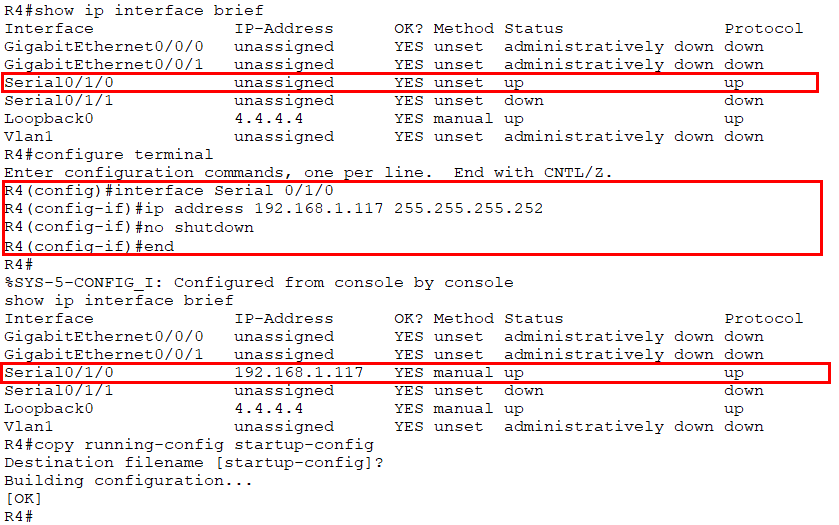 R4#show ip interface brief
Interface              IP-Address      OK? Method Status                Protocol
GigabitEthernet0/0/0   unassigned      YES unset  administratively down down
GigabitEthernet0/0/1   unassigned      YES unset  administratively down down
Serial0/1/0            unassigned      YES unset  up                    up
Serial0/1/1            unassigned      YES unset  down                  down
Loopback0              4.4.4.4         YES manual up                    up
Vlan1                  unassigned      YES unset  administratively down down
R4#configure terminal
Enter configuration commands, one per line.  End with CNTL/Z.
R4(config)#interface Serial 0/1/0
R4(config-if)#ip address 192.168.1.117 255.255.255.252
R4(config-if)#no shutdown
R4(config-if)#end
R4#
%SYS-5-CONFIG_I: Configured from console by console
show ip interface brief
Interface              IP-Address      OK? Method Status                Protocol
GigabitEthernet0/0/0   unassigned      YES unset  administratively down down
GigabitEthernet0/0/1   unassigned      YES unset  administratively down down
Serial0/1/0            192.168.1.117   YES manual up                    up
Serial0/1/1            unassigned      YES unset  down                  down
Loopback0              4.4.4.4         YES manual up                    up
Vlan1                  unassigned      YES unset  administratively down down
R4#copy running-config startup-config
Destination filename [startup-config]?
Building configuration...
[OK]
R4#